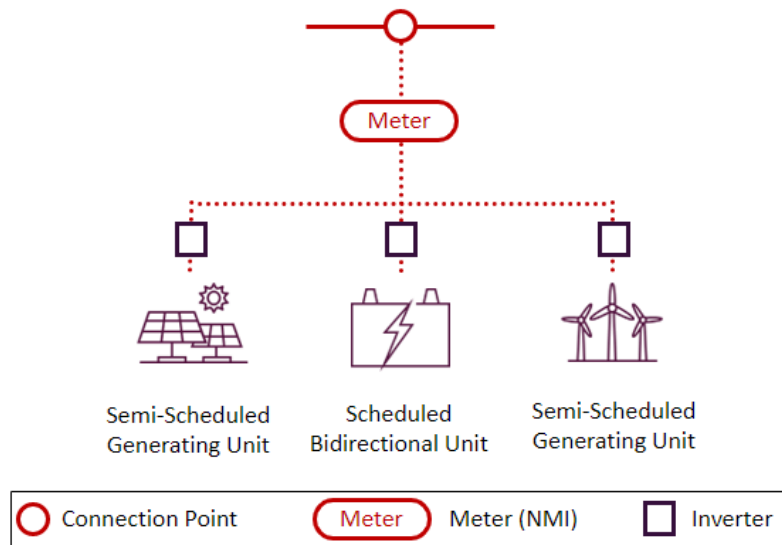 Meter
Semi-Scheduled
Generating Unit
Scheduled
Bidirectional Unit
Semi-Scheduled
Generating Unit
Connection Point
Meter
Meter (NMI)
Inverter